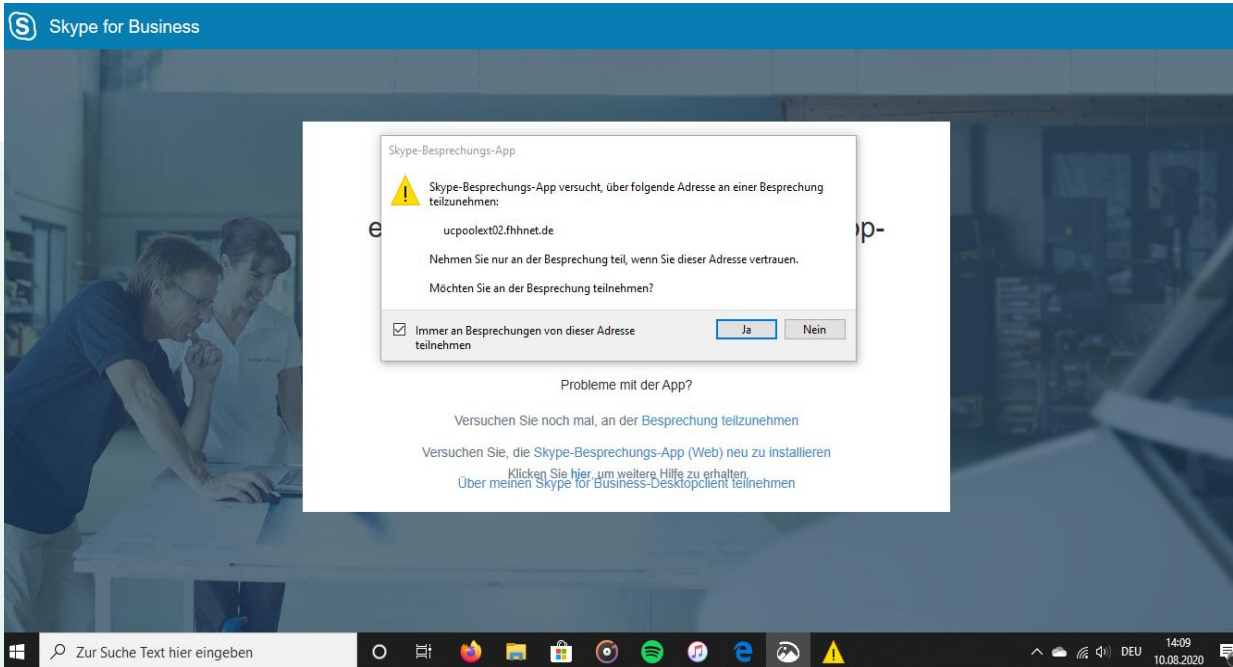 Skype for Business
Skype-Besprechungs-App
Skype-Besprechungs-App versucht, über folgende Adresse an einer Besprechung
teilzunehmen:
ucpoolext02.fhhnet.de
Nehmen Sie nur an der Besprechung teil, wenn Sie dieser Adresse vertrauen.
Möchten Sie an der Besprechung teilnehmen?
Immer an Besprechungen von dieser Adresse
teilnehmen
Ja
Nein
Probleme mit der App?
Versuchen Sie noch mal, an der Besprechung teilzunehmen
Versuchen Sie, die Skype-Besprechungs-App (Web) neu zu installieren
Klicken Sie hier, um weitere Hilfe zu erhalten.
Über meinen Skype for Business-Desktopclient teilnehmen
Zur Suche Text hier eingeben
DEU
14:09
10.08.2020